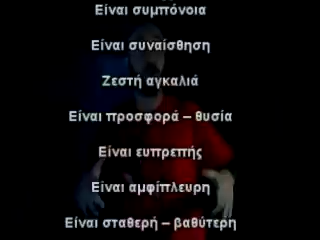 Είναι συμπόνοια
Είναι συναίσθηση
Ζεστή αγκαλιά
Είναι προσφορά – θυσία
Είναι ευπρεπής
Είναι αμφίπλευρη
Είναι σταθερή – βαθύτερη